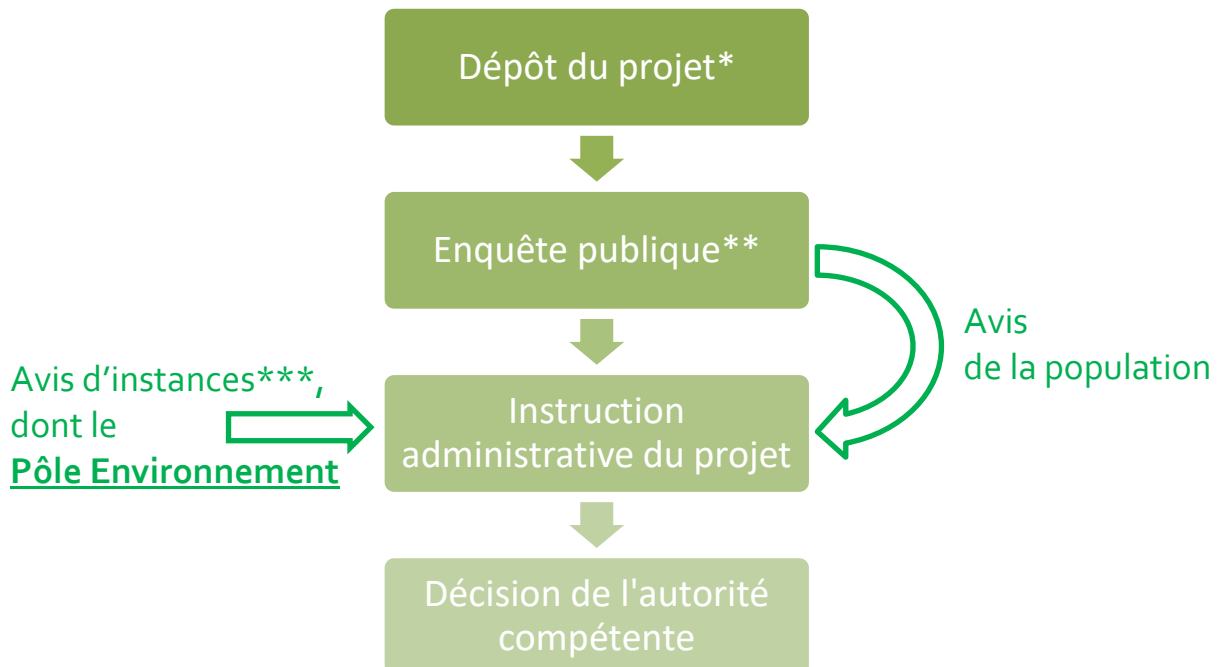 Dépôt du projet*
Enquête publique**
Avis
de la population
Avis d’instances***,
dont le
Pôle Environnement
Instruction
administrative du projet
Décision de l'autorité
compétente